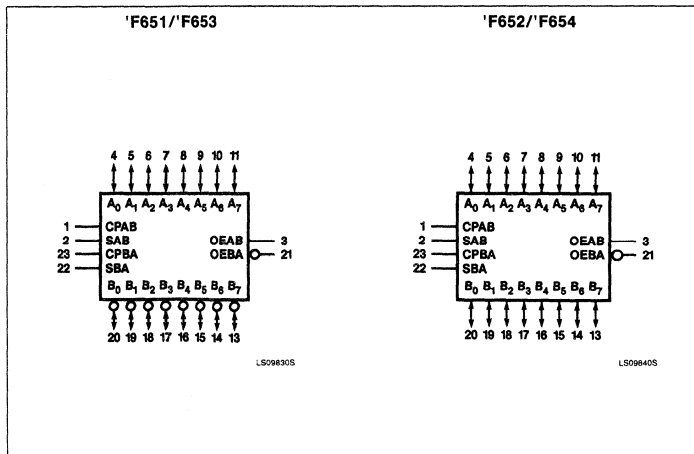 'F651/'F653
4 5 6 7 8 9 10 11
A0 A1 A2 A3 A4 A5 A6 A7
1 CPAB
2 SAB OEAB 3
23 CPBA OEBA 21
22 SBA
B0 B1 B2 B3 B4 B5 B6 B7
20 19 18 17 16 15 14 13
LS09830S
'F652/'F654
4 5 6 7 8 9 10 11
A0 A1 A2 A3 A4 A5 A6 A7
1 CPAB
2 SAB OEAB 3
23 CPBA OEBA 21
22 SBA
B0 B1 B2 B3 B4 B5 B6 B7
20 19 18 17 16 15 14 13
LS09840S